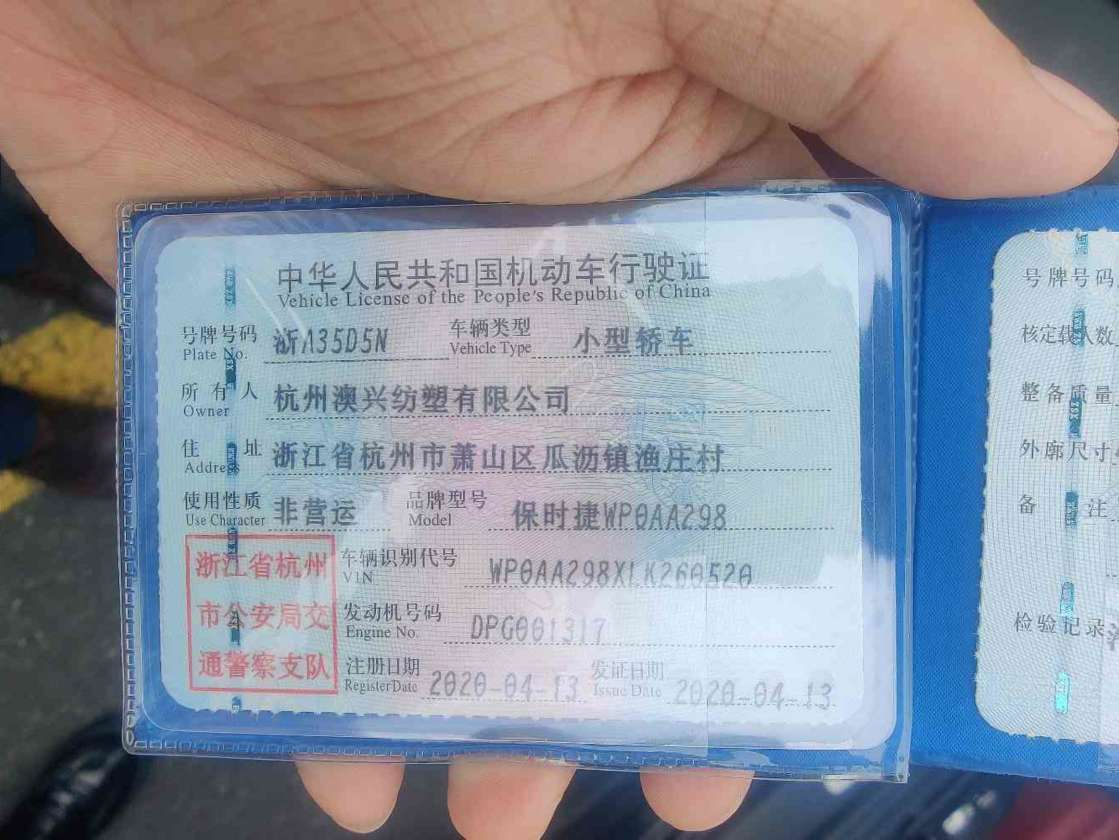 中华人民共和国机动车行驶证
Vehicle License of the People's Republic of China
号牌号码 浙A35D5N 车辆类型 小型轿车
Plate No. Vehicle Type
所有人 杭州澳兴纺塑有限公司
Owner
住址 浙江省杭州市萧山区瓜沥镇渔庄村
Address
使用性质 非营运 品牌型号 保时捷WP0AA298
Use Character Model
浙江省杭州 车辆识别代号 WP0AA298XLK260520
VIN
市公安局交 发动机号码 DPG001317
Engine No.
通警察支队 注册日期 2020-04-13 发证日期 2020-04-13
Register Date Issue Date
号牌号码
核定载人数
整备质量
外廓尺寸
备注
检验记录